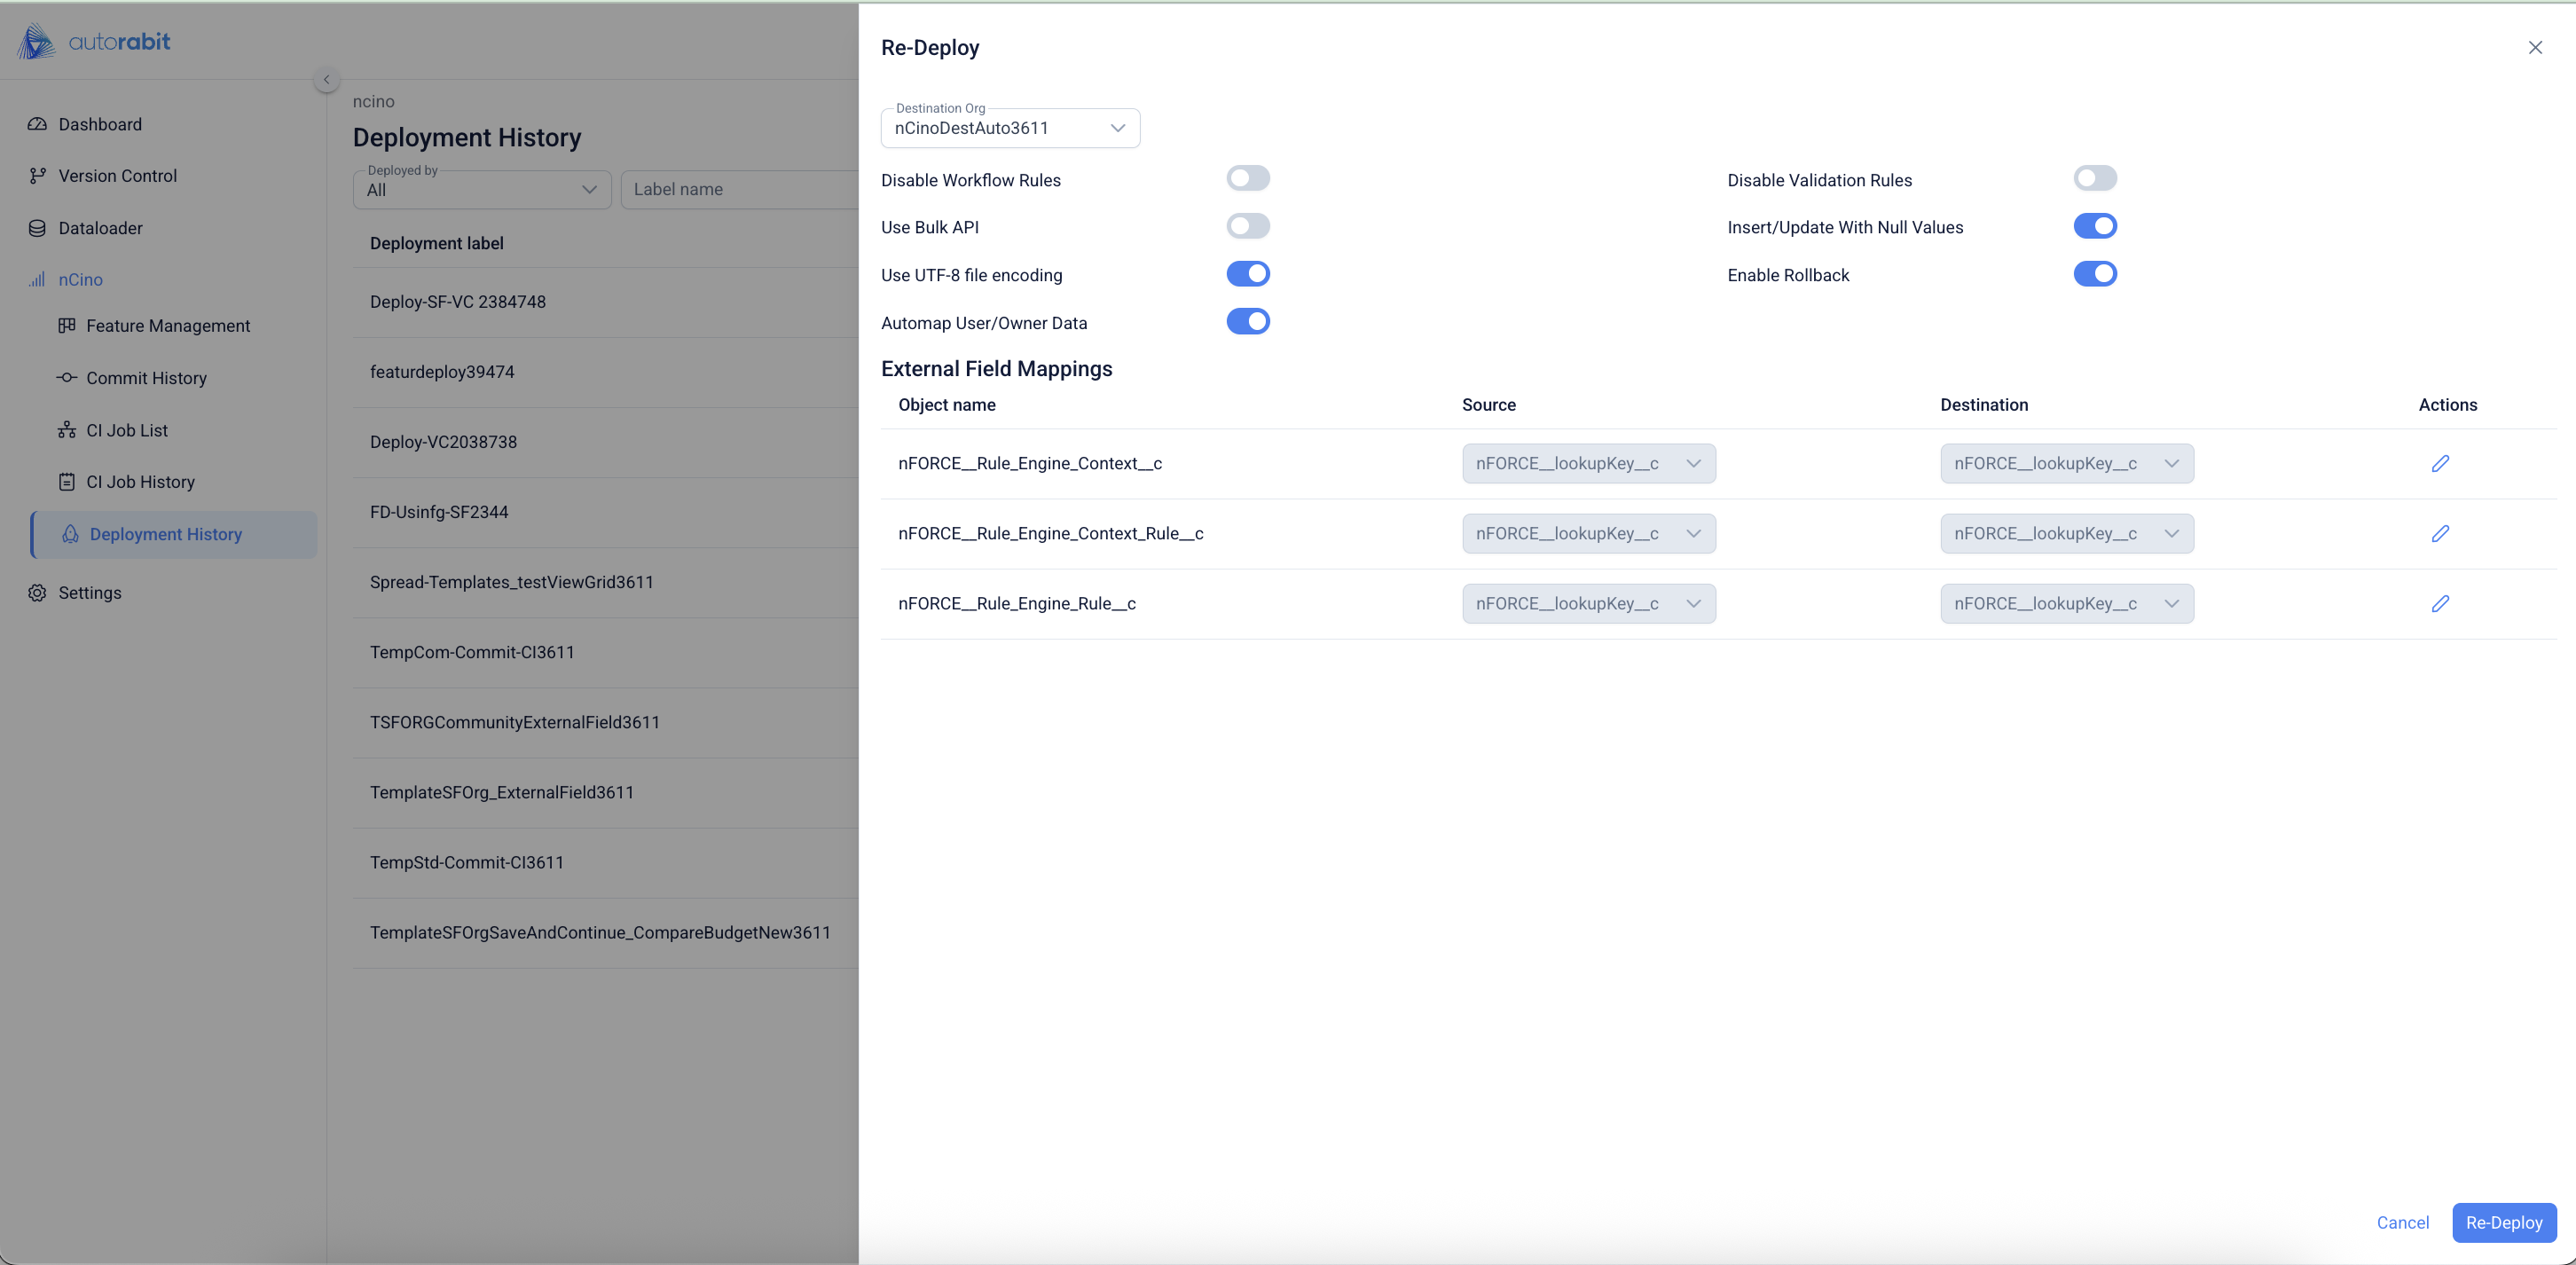 autorabit
Dashboard
Version Control
Dataloader
nCino
Feature Management
Commit History
CI Job List
CI Job History
Deployment History
Settings
ncino
Deployment History
Deployed by
All
Label name
Deployment label
Deploy-SF-VC 2384748
featurdeploy39474
Deploy-VC2038738
FD-Usinfg-SF2344
Spread-Templates_testViewGrid3611
TempCom-Commit-CI3611
TSFORGCommunityExternalField3611
TemplateSFOrg_ExternalField3611
TempStd-Commit-CI3611
TemplateSFOrgSaveAndContinue_CompareBudgetNew3611
Re-Deploy
Destination Org
nCinoDestAuto3611
Disable Workflow Rules
Disable Validation Rules
Use Bulk API
Insert/Update With Null Values
Use UTF-8 file encoding
Enable Rollback
Automap User/Owner Data
External Field Mappings
Object name Source Destination Actions
nFORCE__Rule_Engine_Context__c nFORCE__lookupKey__c nFORCE__lookupKey__c
nFORCE__Rule_Engine_Context_Rule__c nFORCE__lookupKey__c nFORCE__lookupKey__c
nFORCE__Rule_Engine_Rule__c nFORCE__lookupKey__c nFORCE__lookupKey__c
Cancel Re-Deploy